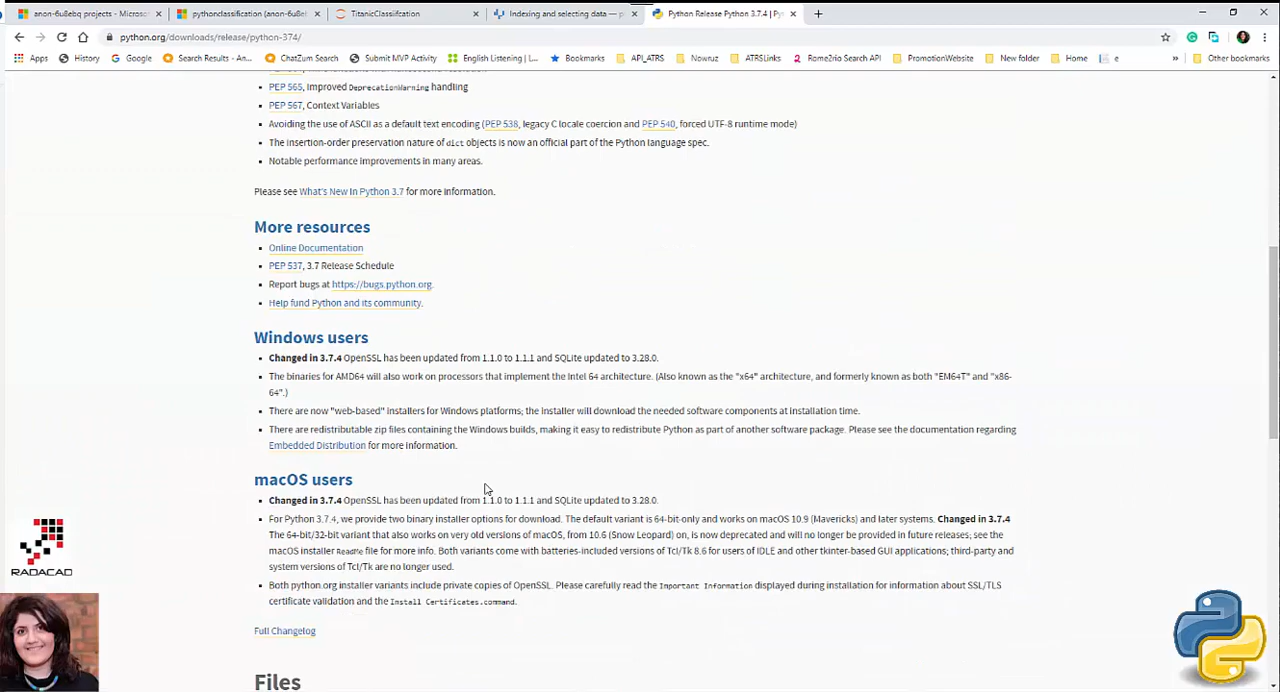 anon-6u8ebq projects - Microso
pythonclassification (anon-6u8e
TitanicClassiifcation
Indexing and selecting data — p
Python Release Python 3.7.4 | Py
python.org/downloads/release/python-374/
Apps
History
Google
Search Results - An...
ChatZum Search
Submit MVP Activity
English Listening | L...
Bookmarks
API_ATRS
Nowruz
ATRSLinks
Rome2rio Search API
PromotionWebsite
New folder
Home
e
»
Other bookmarks
PEP 565, Improved DeprecationWarning handling
PEP 567, Context Variables
Avoiding the use of ASCII as a default text encoding (PEP 538, legacy C locale coercion and PEP 540, forced UTF-8 runtime mode)
The insertion-order preservation nature of dict objects is now an official part of the Python language spec.
Notable performance improvements in many areas.
Please see What's New In Python 3.7 for more information.
More resources
Online Documentation
PEP 537, 3.7 Release Schedule
Report bugs at https://bugs.python.org.
Help fund Python and its community.
Windows users
Changed in 3.7.4 OpenSSL has been updated from 1.1.0 to 1.1.1 and SQLite updated to 3.28.0.
The binaries for AMD64 will also work on processors that implement the Intel 64 architecture. (Also known as the "x64" architecture, and formerly known as both "EM64T" and "x86-
64".)
There are now "web-based" installers for Windows platforms; the installer will download the needed software components at installation time.
There are redistributable zip files containing the Windows builds, making it easy to redistribute Python as part of another software package. Please see the documentation regarding
Embedded Distribution for more information.
macOS users
Changed in 3.7.4 OpenSSL has been updated from 1.1.0 to 1.1.1 and SQLite updated to 3.28.0.
For Python 3.7.4, we provide two binary installer options for download. The default variant is 64-bit-only and works on macOS 10.9 (Mavericks) and later systems. Changed in 3.7.4
The 64-bit/32-bit variant that also works on very old versions of macOS, from 10.6 (Snow Leopard) on, is now deprecated and will no longer be provided in future releases; see the
macOS installer ReadMe file for more info. Both variants come with batteries-included versions of Tcl/Tk 8.6 for users of IDLE and other tkinter-based GUI applications; third-party and
system versions of Tcl/Tk are no longer used.
Both python.org installer variants include private copies of OpenSSL. Please carefully read the Important Information displayed during installation for information about SSL/TLS
certificate validation and the Install Certificates.command.
RADACAD
Full Changelog
Files